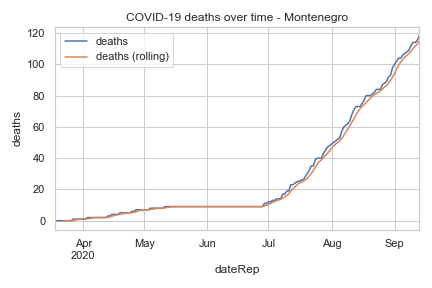 COVID-19 deaths over time - Montenegro
120
100
80
60
40
20
0
deaths
deaths
deaths (rolling)
Apr
2020
May
Jun
Jul
Aug
Sep
dateRep